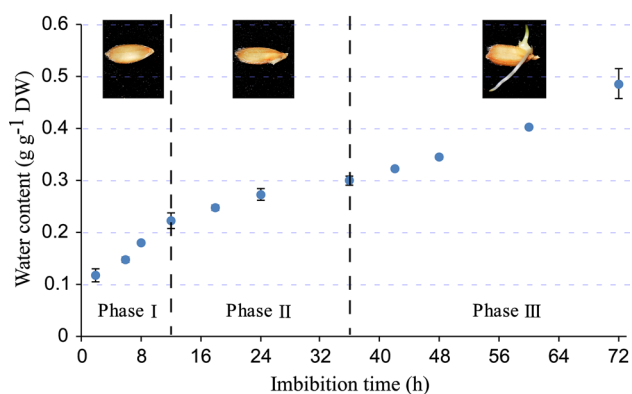 0.6
0.5
0.4
0.3
0.2
0.1
0
Water content (g g⁻¹ DW)
Phase Ⅰ
Phase Ⅱ
Phase Ⅲ
0 8 16 24 32 40 48 56 64 72
Imbibition time (h)